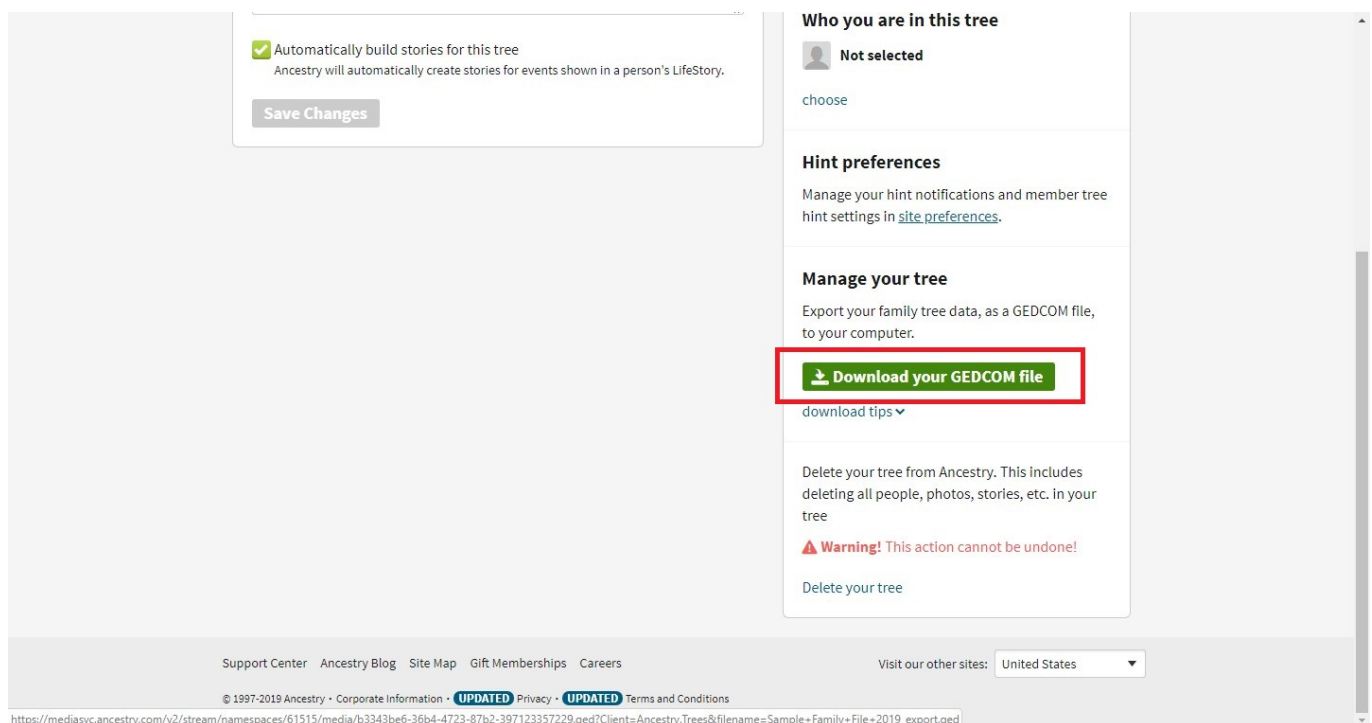 Automatically build stories for this tree
Ancestry will automatically create stories for events shown in a person's LifeStory.
Save Changes
Who you are in this tree
Not selected
choose
Hint preferences
Manage your hint notifications and member tree
hint settings in site preferences.
Manage your tree
Export your family tree data, as a GEDCOM file,
to your computer.
Download your GEDCOM file
download tips
Delete your tree from Ancestry. This includes
deleting all people, photos, stories, etc. in your
tree
Warning! This action cannot be undone!
Delete your tree
Support Center Ancestry Blog Site Map Gift Memberships Careers
Visit our other sites: United States
© 1997-2019 Ancestry • Corporate Information • UPDATED Privacy • UPDATED Terms and Conditions
https://mediasvc.ancestry.com/v2/stream/namespaces/61515/media/b3343be6-36b4-4723-87b2-397123357229.ged?Client=Ancestry.Trees&filename=Sample+Family+File+2019_export.ged